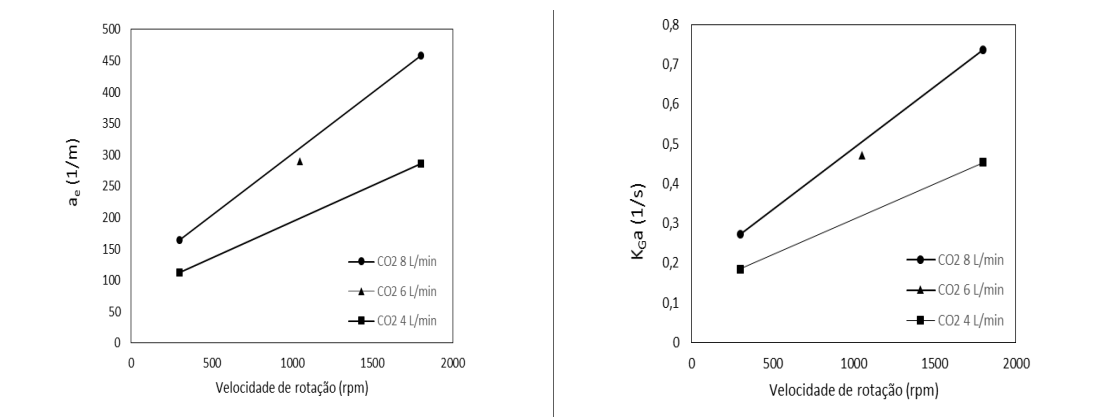 500
450
400
350
300
250
200
150
100
50
0
aₑ (1/m)
0 500 1000 1500 2000
Velocidade de rotação (rpm)
CO2 8 L/min
CO2 6 L/min
CO2 4 L/min
0,8
0,7
0,6
0,5
0,4
0,3
0,2
0,1
0
K_Ga (1/s)
0 500 1000 1500 2000
Velocidade de rotação (rpm)
CO2 8 L/min
CO2 6 L/min
CO2 4 L/min